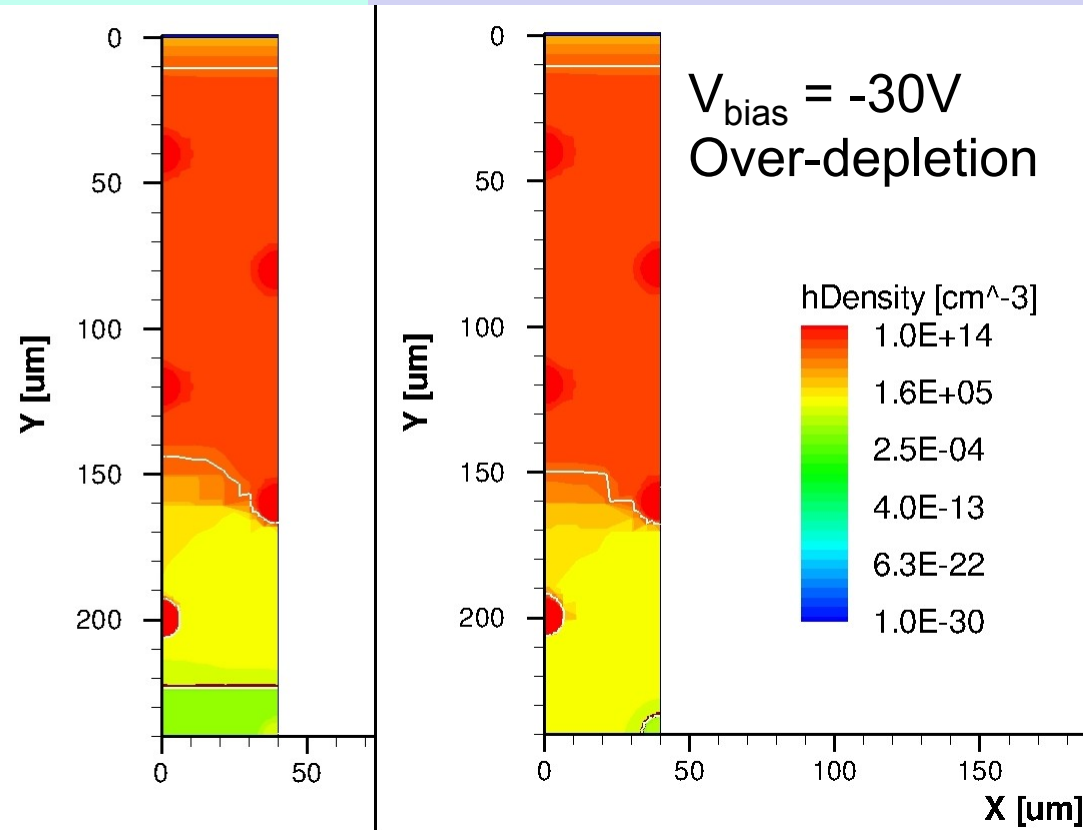 0
50
100
150
200
Y [um]
0
50
0
50
100
150
200
Y [um]
0
50
100
150
X [um]
V_bias = -30V
Over-depletion
hDensity [cm^-3]
1.0E+14
1.6E+05
2.5E-04
4.0E-13
6.3E-22
1.0E-30